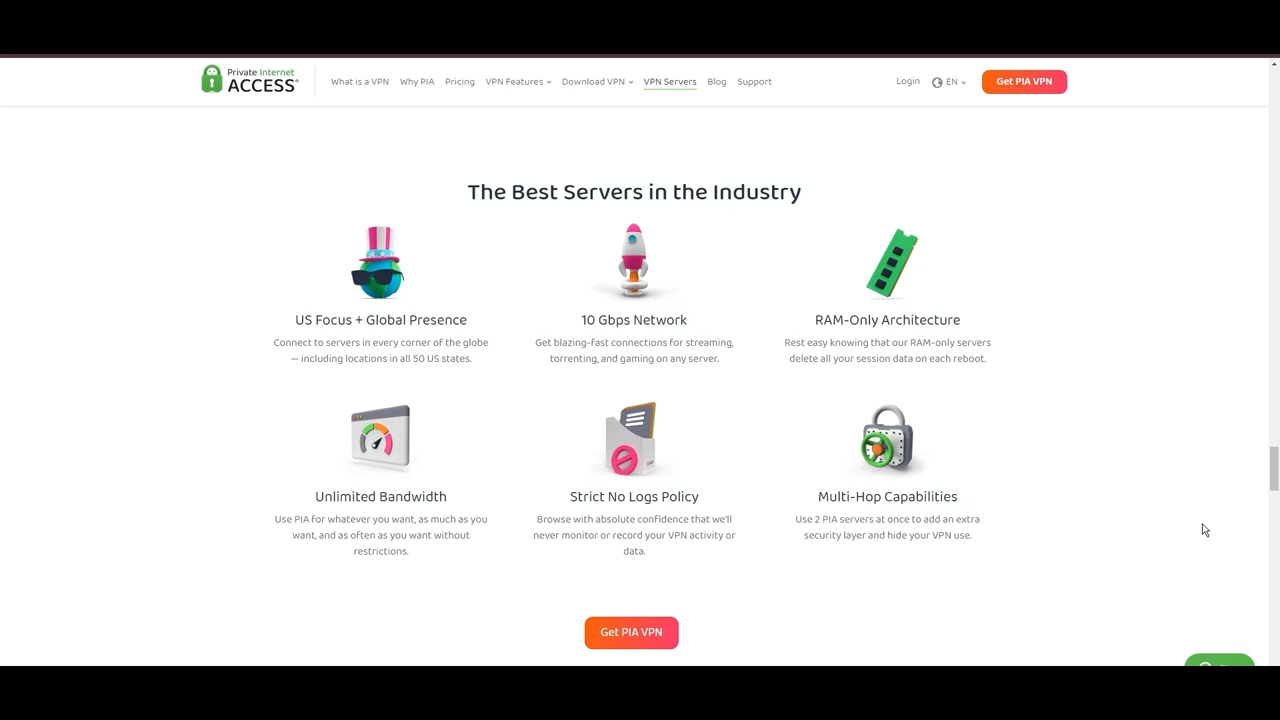 Private Internet
ACCESS®
What is a VPN Why PIA Pricing VPN Features Download VPN VPN Servers Blog Support Login EN Get PIA VPN
The Best Servers in the Industry
US Focus + Global Presence
Connect to servers in every corner of the globe
— including locations in all 50 US states.
10 Gbps Network
Get blazing-fast connections for streaming,
torrenting, and gaming on any server.
RAM-Only Architecture
Rest easy knowing that our RAM-only servers
delete all your session data on each reboot.
Unlimited Bandwidth
Use PIA for whatever you want, as much as you
want, and as often as you want without
restrictions.
Strict No Logs Policy
Browse with absolute confidence that we'll
never monitor or record your VPN activity or
data.
Multi-Hop Capabilities
Use 2 PIA servers at once to add an extra
security layer and hide your VPN use.
Get PIA VPN